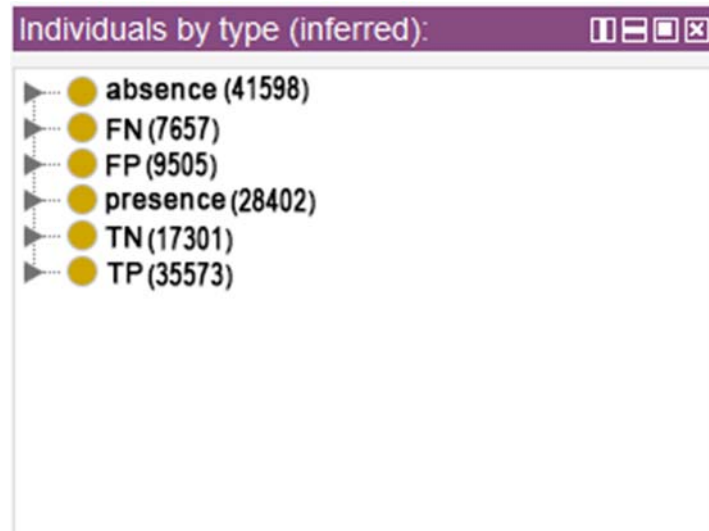 Individuals by type (inferred):
absence (41598)
FN (7657)
FP (9505)
presence (28402)
TN (17301)
TP (35573)